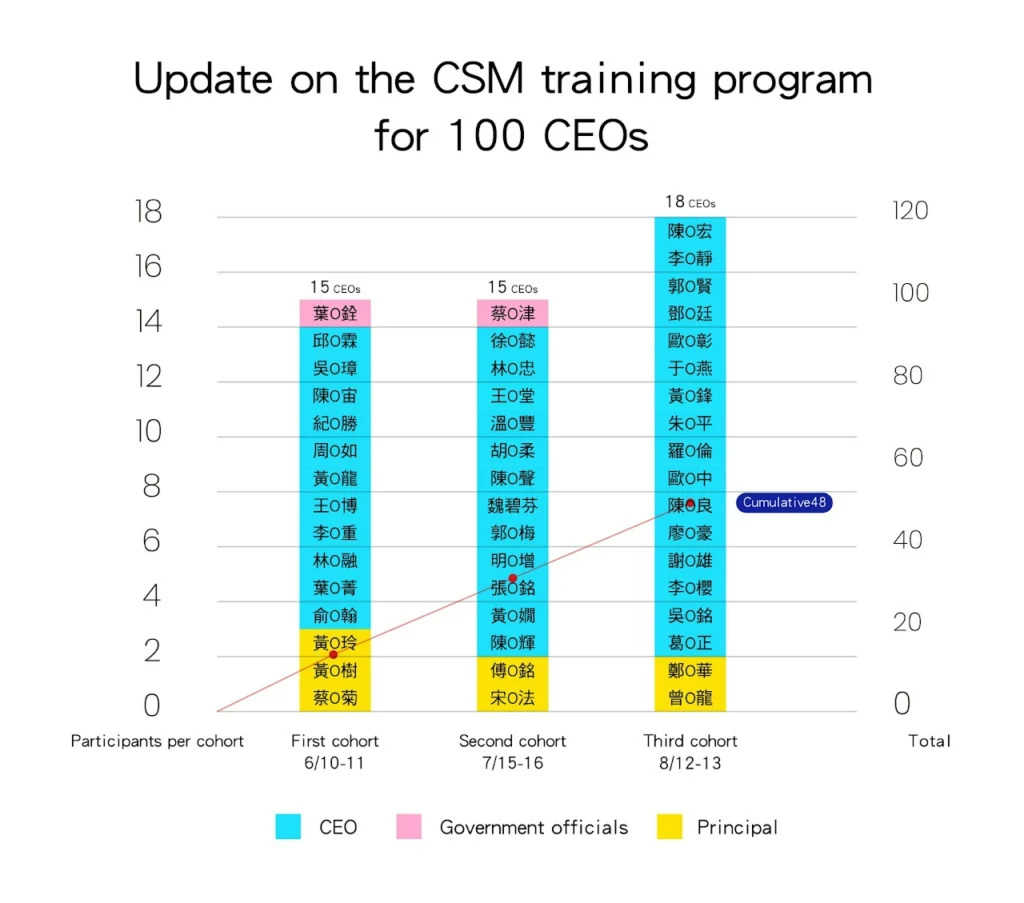 Update on the CSM training program
for 100 CEOs
18
16
14
12
10
8
6
4
2
0
15 CEOs
葉O銓
邱O霖
吳O璋
陳O宙
紀O勝
周O如
黃O龍
王O博
李O重
林O融
葉O菁
俞O翰
黃O玲
黃O樹
蔡O菊
15 CEOs
蔡O津
徐O懿
林O忠
王O堂
溫O豐
胡O柔
陳O聲
魏碧芬
郭O梅
明O增
張O銘
黃O嫺
陳O輝
傅O銘
宋O法
18 CEOs
陳O宏
李O靜
郭O賢
鄧O廷
歐O彰
于O燕
黃O鋒
朱O平
羅O倫
歐O中
陳O良
廖O豪
謝O雄
李O櫻
吳O銘
葛O正
鄭O華
曾O龍
Cumulative48
120
100
80
60
40
20
0
Participants per cohort
First cohort
6/10-11
Second cohort
7/15-16
Third cohort
8/12-13
Total
CEO
Government officials
Principal